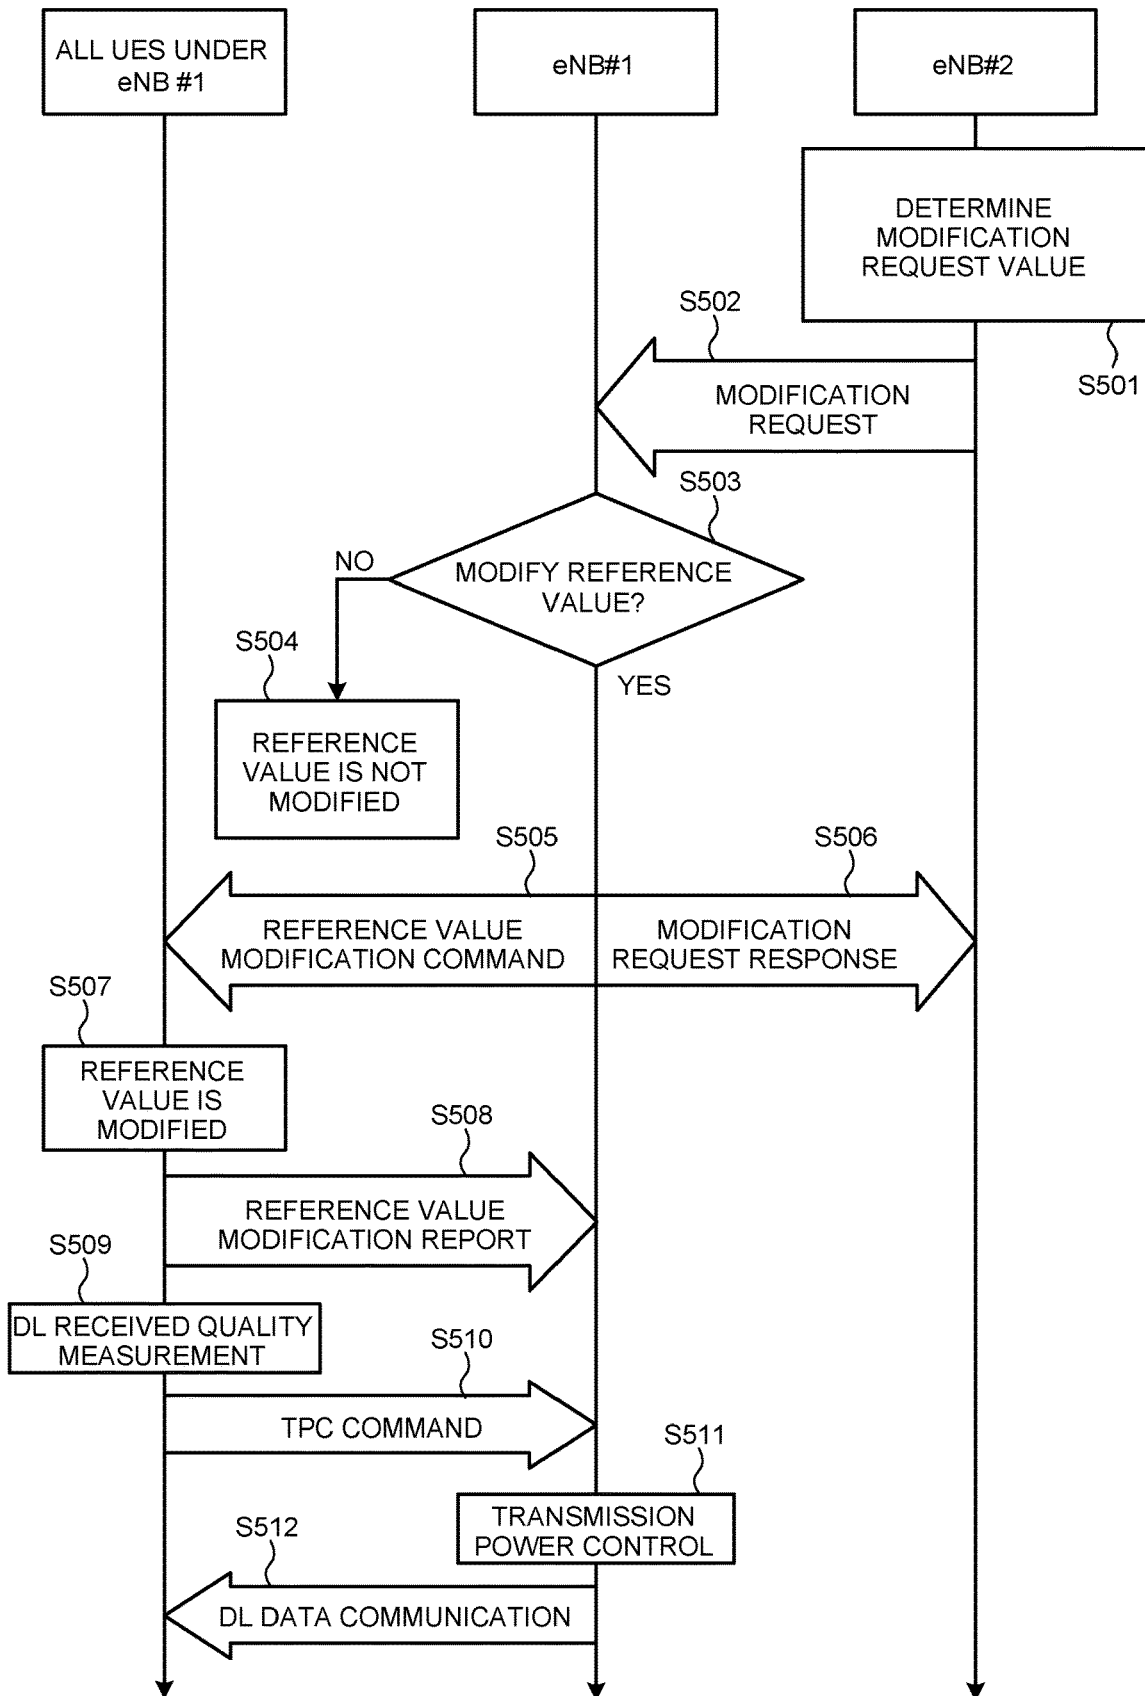 ALL UES UNDER
eNB #1
eNB#1
eNB#2
DETERMINE
MODIFICATION
REQUEST VALUE
S501
S502
MODIFICATION
REQUEST
S503
MODIFY REFERENCE
VALUE?
NO
YES
S504
REFERENCE
VALUE IS NOT
MODIFIED
S505
REFERENCE VALUE
MODIFICATION COMMAND
S506
MODIFICATION
REQUEST RESPONSE
S507
REFERENCE
VALUE IS
MODIFIED
S508
REFERENCE VALUE
MODIFICATION REPORT
S509
DL RECEIVED QUALITY
MEASUREMENT
S510
TPC COMMAND
S511
TRANSMISSION
POWER CONTROL
S512
DL DATA COMMUNICATION